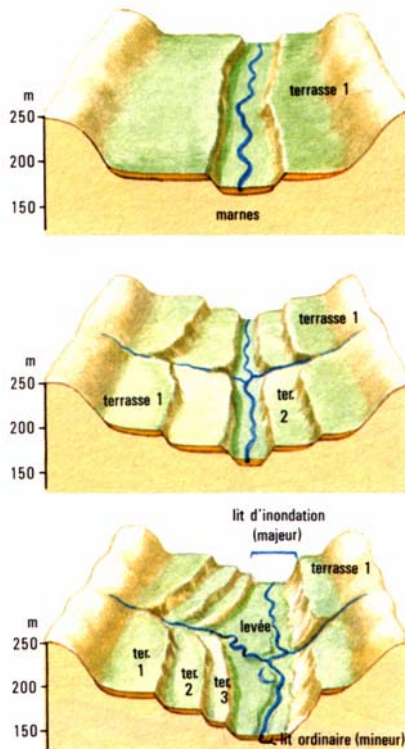 m
250
200
150
terrasse 1
marnes
m
250
200
150
terrasse 1
terrasse 1
ter.
2
lit d'inondation
(majeur)
m
250
200
150
terrasse 1
levée
ter.
1
ter.
2
ter.
3
lit ordinaire (mineur)